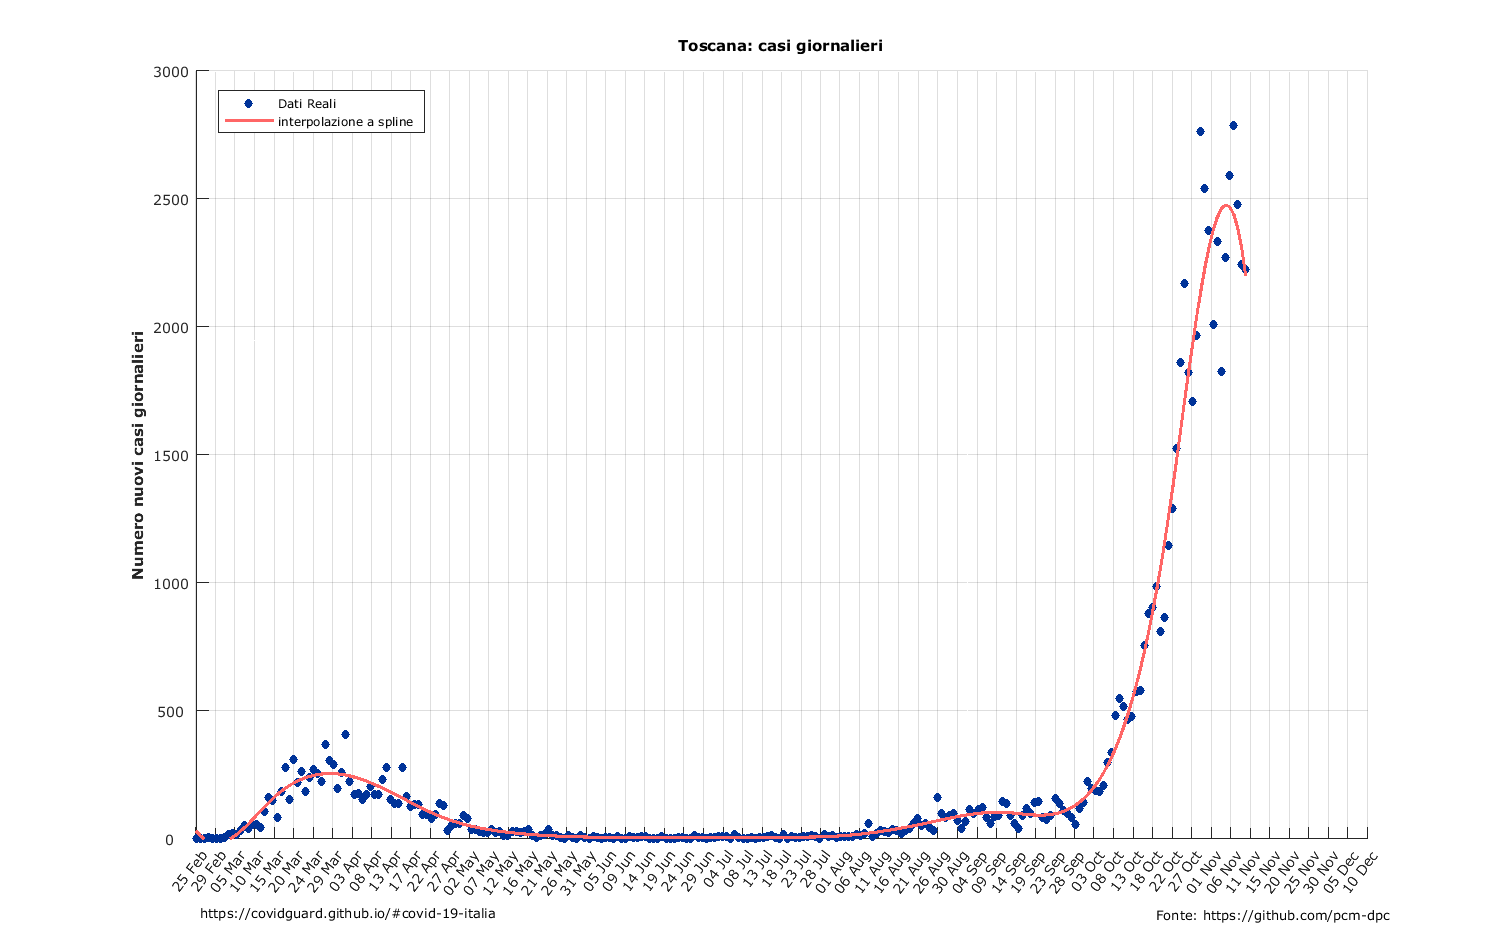 Toscana: casi giornalieri
3000
2500
2000
1500
1000
500
0
Numero nuovi casi giornalieri
Dati Reali
interpolazione a spline
25 Feb
29 Feb
05 Mar
10 Mar
15 Mar
20 Mar
24 Mar
29 Mar
03 Apr
08 Apr
13 Apr
17 Apr
22 Apr
27 Apr
02 May
07 May
12 May
16 May
21 May
26 May
31 May
05 Jun
09 Jun
14 Jun
19 Jun
24 Jun
29 Jun
04 Jul
08 Jul
13 Jul
18 Jul
23 Jul
28 Jul
01 Aug
06 Aug
11 Aug
16 Aug
21 Aug
26 Aug
30 Aug
04 Sep
09 Sep
14 Sep
19 Sep
23 Sep
28 Sep
03 Oct
08 Oct
13 Oct
18 Oct
22 Oct
27 Oct
01 Nov
06 Nov
11 Nov
15 Nov
20 Nov
25 Nov
30 Nov
05 Dec
10 Dec
https://covidguard.github.io/#covid-19-italia
Fonte: https://github.com/pcm-dpc